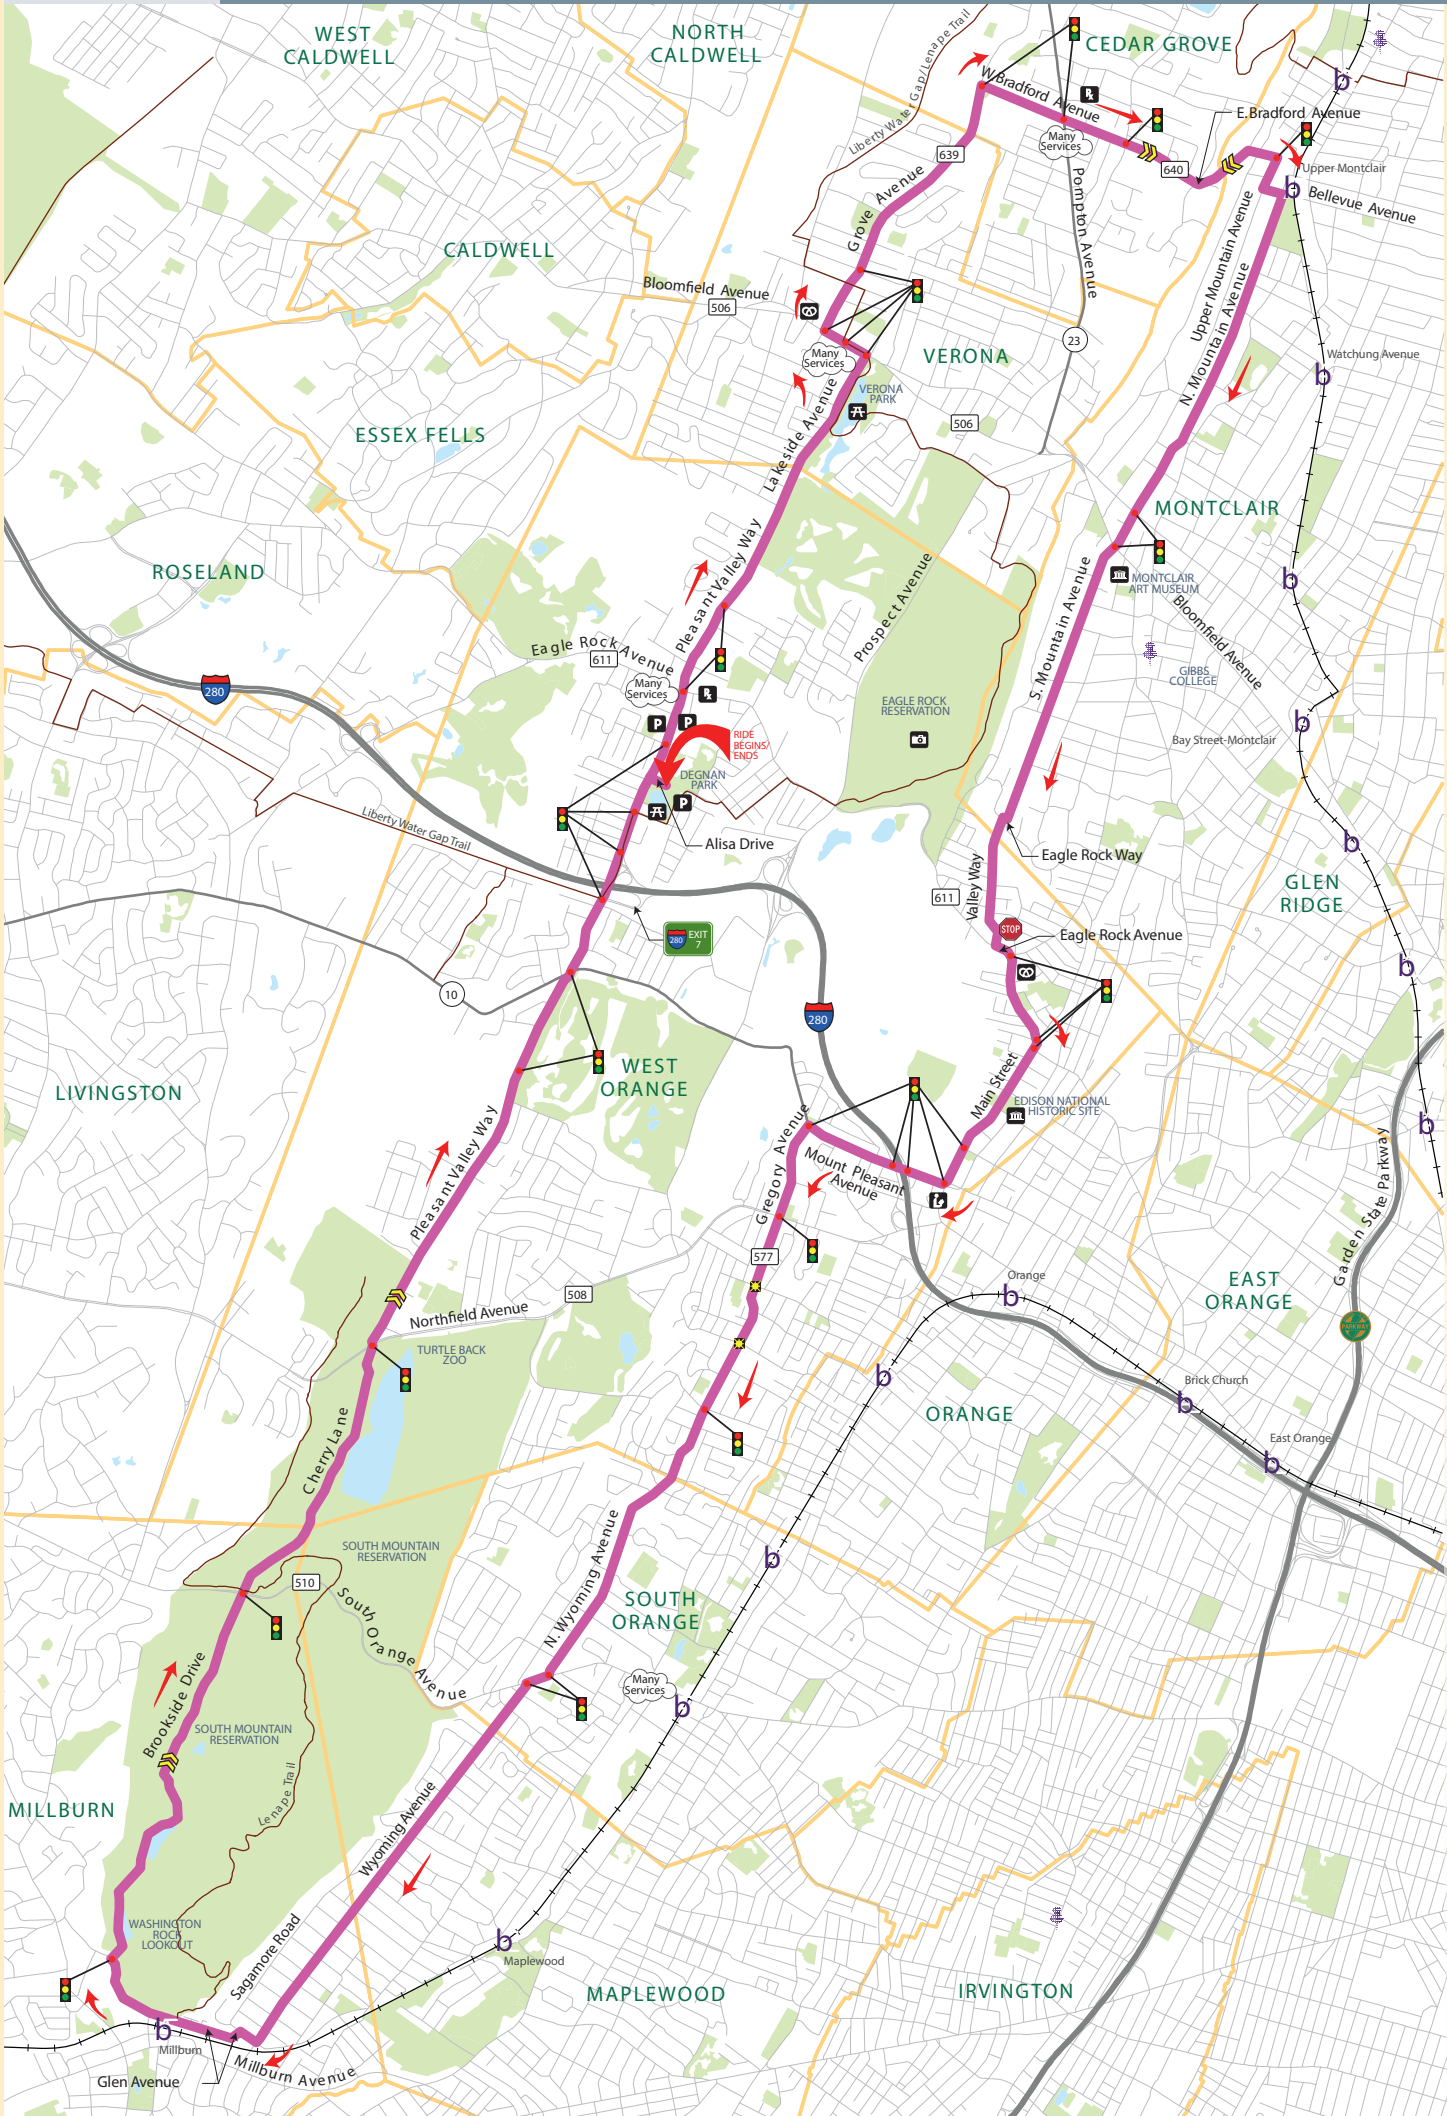 WEST
CALDWELL
NORTH
CALDWELL
CEDAR GROVE
Liberty Water Gap/Lenape Trail
W.Bradford Avenue
E.Bradford Avenue
Many
Services
639
640
Upper Montclair
Bellevue Avenue
Grove Avenue
Pompton Avenue
CALDWELL
Bloomfield Avenue
506
Upper Mountain Avenue
N. Mountain Avenue
23
Many
Services
VERONA
Watchung Avenue
VERONA
PARK
Lakeside Avenue
506
ESSEX FELLS
MONTCLAIR
ROSELAND
Pleasant Valley Way
Prospect Avenue
MONTCLAIR
ART MUSEUM
Bloomfield Avenue
S. Mountain Avenue
Eagle Rock Avenue
611
Many
Services
280
GIBBS
COLLEGE
EAGLE ROCK
RESERVATION
P
P
RIDE
BEGINS/
ENDS
Bay Street-Montclair
DEGNAN
PARK
P
Liberty Water Gap Trail
Alisa Drive
Eagle Rock Way
Valley Way
611
GLEN
RIDGE
STOP
Eagle Rock Avenue
280
EXIT
7
10
280
WEST
ORANGE
LIVINGSTON
Main Street
EDISON NATIONAL
HISTORIC SITE
Pleasant Valley Way
Gregory Avenue
Mount Pleasant
Avenue
Garden State Parkway
577
508
Northfield Avenue
Orange
EAST
ORANGE
PARKWAY
TURTLE BACK
ZOO
Brick Church
ORANGE
East Orange
Cherry Lane
SOUTH MOUNTAIN
RESERVATION
N. Wyoming Avenue
510
South Orange Avenue
SOUTH
ORANGE
Many
Services
Brookside Drive
SOUTH MOUNTAIN
RESERVATION
Lenape Trail
MILLBURN
Wyoming Avenue
WASHINGTON
ROCK
LOOKOUT
Sagamore Road
Maplewood
MAPLEWOOD
IRVINGTON
Millburn
Millburn Avenue
Glen Avenue